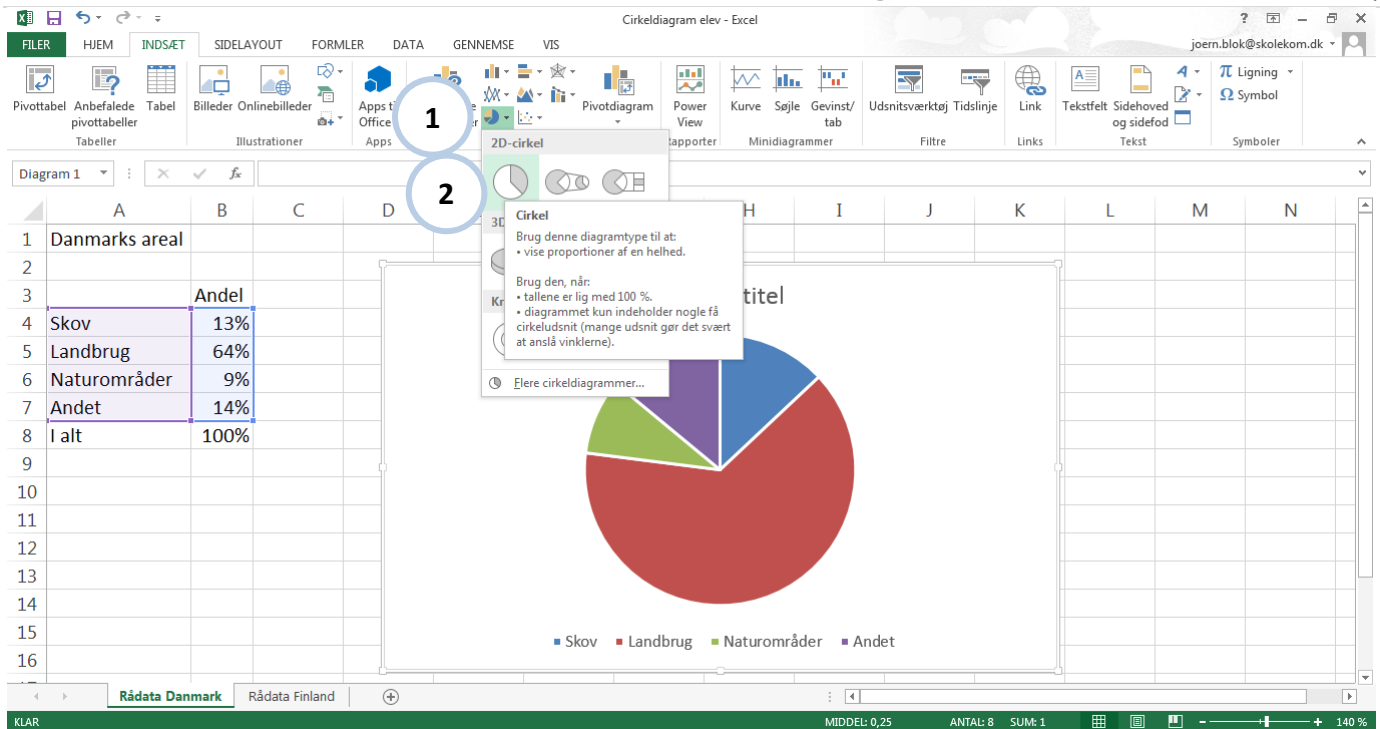 Cirkeldiagram elev - Excel
?
FILER HJEM INDSÆT SIDELAYOUT FORMLER DATA GENNEMSE VIS
joern.blok@skolekom.dk
Pivottabel Anbefalede pivottabeller Tabel
Billeder Onlinebilleder
Office
Pivotdiagram
Power View
Kurve Søjle Gevinst/ tab
Udsnitsværktøj Tidslinje
Link
Tekstfelt Sidehoved og sidefod
π Ligning
Ω Symbol
Tabeller Illustrationer Apps Minidiagrammer Filtre Links Tekst Symboler
1
2D-cirkel
2
Diagram 1 fx
A B C D H I J K L M N
1 Danmarks areal
2
3 Andel
4 Skov 13%
5 Landbrug 64%
6 Naturområder 9%
7 Andet 14%
8 I alt 100%
9
10
11
12
13
14
15
16
Cirkel
Brug denne diagramtype til at:
• vise proportioner af en helhed.
Brug den, når:
• tallene er lig med 100 %.
• diagrammet kun indeholder nogle få
cirkeludsnit (mange udsnit gør det svært
at anslå vinklerne).
Flere cirkeldiagrammer...
titel
Skov Landbrug Naturområder Andet
Rådata Danmark Rådata Finland
KLAR MIDDEL: 0,25 ANTAL: 8 SUM: 1 140 %